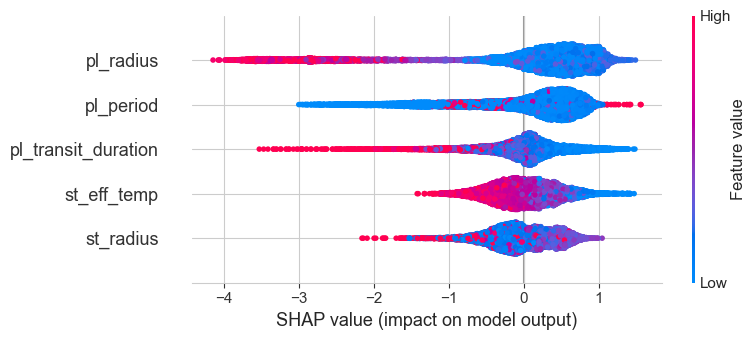 High
pl_radius
pl_period
pl_transit_duration
st_eff_temp
st_radius
Feature value
Low
−4 −3 −2 −1 0 1
SHAP value (impact on model output)